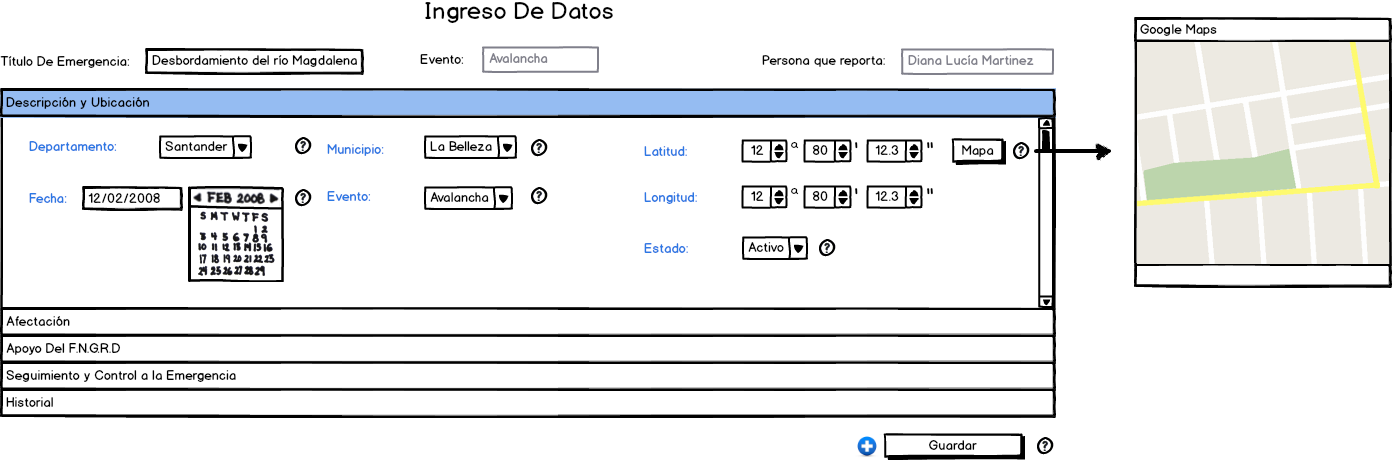 Ingreso De Datos
Título De Emergencia: Desbordamiento del río Magdalena Evento: Avalancha Persona que reporta: Diana Lucía Martinez
Descripción y Ubicación
Departamento: Santander ? Municipio: La Belleza ? Latitud: 12 º 80 ' 12.3 " Mapa ?
Fecha: 12/02/2008 ? Evento: Avalancha ? Longitud: 12 º 80 ' 12.3 "
FEB 2008
S M T W T F S
1 2
3 4 5 6 7 8 9
10 11 12 13 14 15 16
17 18 19 20 21 22 23
24 25 26 27 28 29
Estado: Activo ?
Afectación
Apoyo Del F.N.G.R.D
Seguimiento y Control a la Emergencia
Historial
Guardar ?
Google Maps